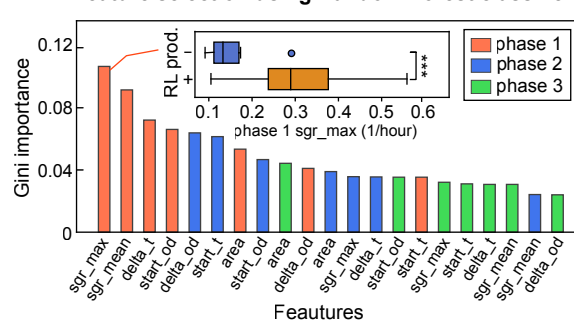 0.12
0.08
0.04
0
Gini importance
RL prod.
−
+
***
0.1 0.2 0.3 0.4 0.5 0.6
phase 1 sgr_max (1/hour)
phase 1
phase 2
phase 3
sgr_max sgr_mean delta_t start_od delta_od start_t area start_od area delta_od area sgr_max delta_t start_od start_t sgr_max start_t delta_t sgr_mean sgr_mean delta_od
Feautures